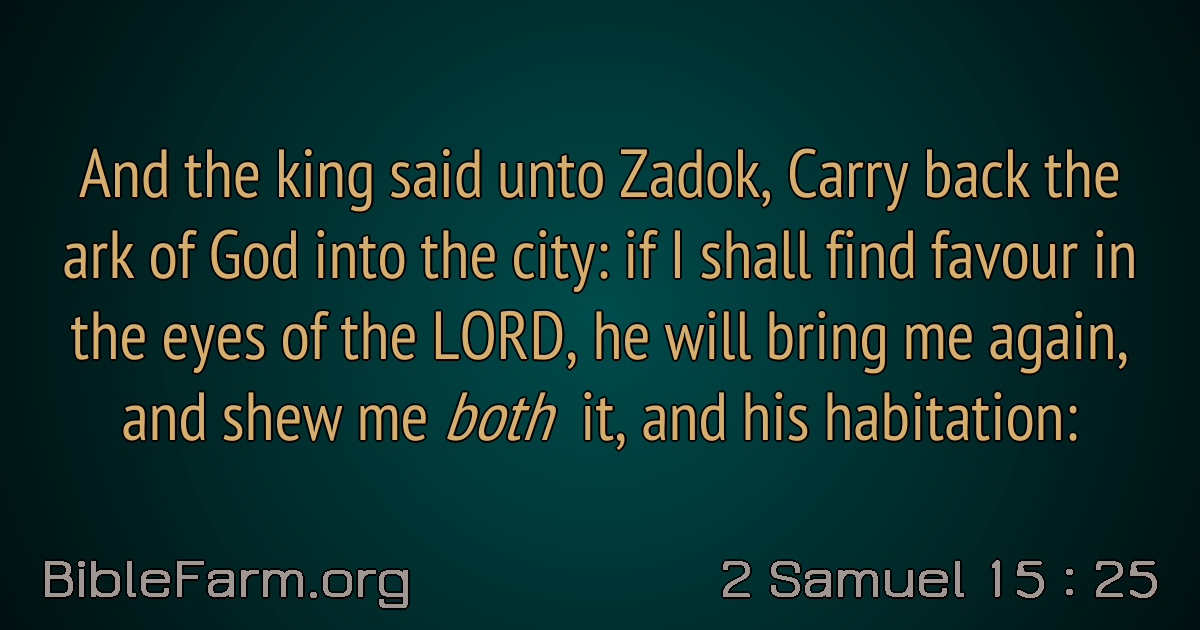 And the king said unto Zadok, Carry back the
ark of God into the city: if I shall find favour in
the eyes of the LORD, he will bring me again,
and shew me both it, and his habitation:
BibleFarm.org
2 Samuel 15 : 25